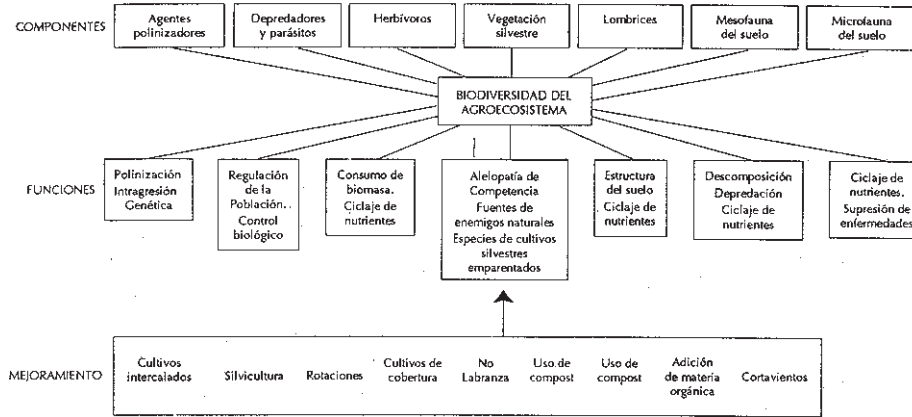 COMPONENTES
Agentes
polinizadores
Depredadores
y parásitos
Herbívoros
Vegetación
silvestre
Lombrices
Mesofauna
del suelo
Microfauna
del suelo
BIODIVERSIDAD DEL
AGROECOSISTEMA
FUNCIONES
Polinización
Intragresión
Genética
Regulación
de la
Población..
Control
biológico
Consumo de
biomasa.
Ciclaje de
nutrientes
Alelopatía de
Competencia
Fuentes de
enemigos naturales
Especies de cultivos
silvestres
emparentados
Estructura
del suelo
Ciclaje de
nutrientes
Descomposición
Depredación
Ciclaje de
nutrientes
Ciclaje de
nutrientes.
Supresión de
enfermedades
MEJORAMIENTO
Cultivos
intercalados
Silvicultura
Rotaciones
Cultivos de
cobertura
No
Labranza
Uso de
compost
Uso de
compost
Adición
de matería
orgánica
Cortavientos